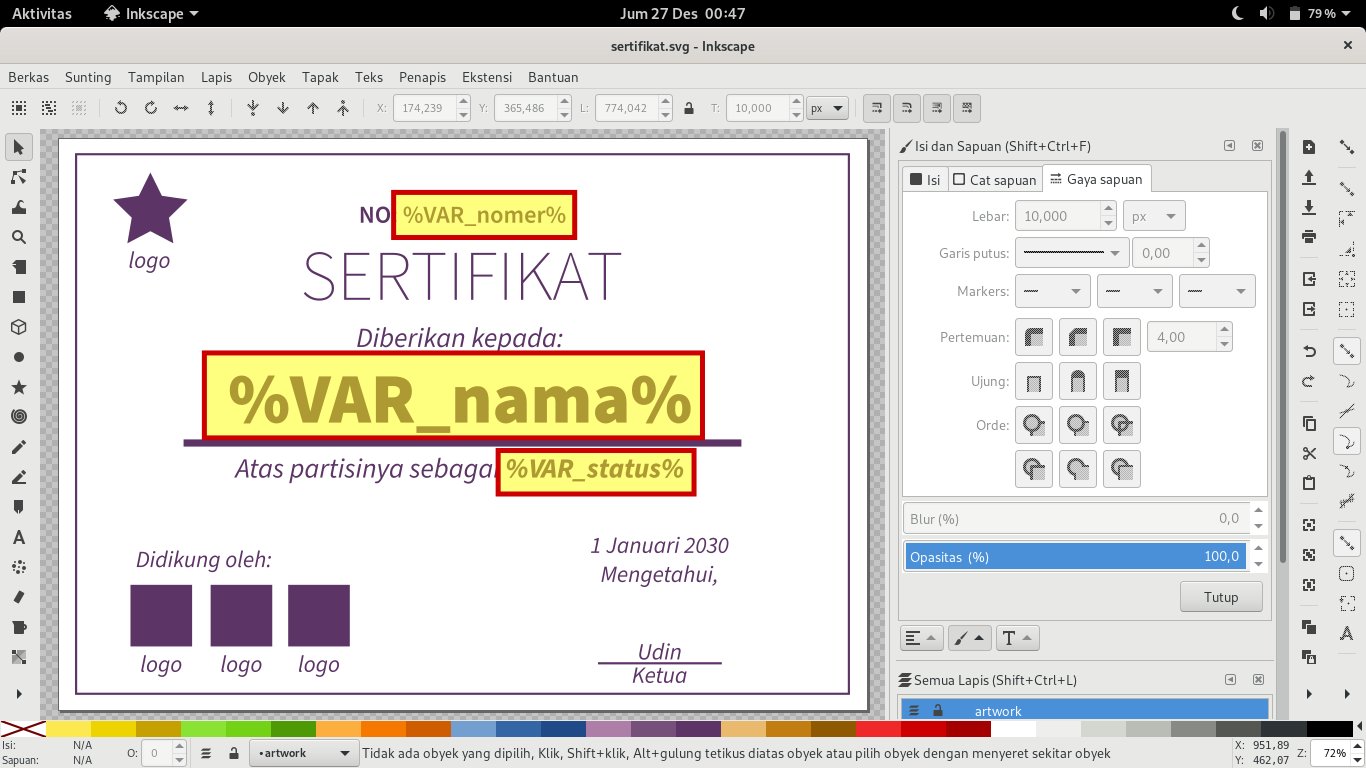 Aktivitas Inkscape Jum 27 Des 00:47 79 %
sertifikat.svg - Inkscape
Berkas Sunting Tampilan Lapis Obyek Tapak Teks Penapis Ekstensi Bantuan
X: 174,239 Y: 365,486 L: 774,042 T: 10,000 px
Isi dan Sapuan (Shift+Ctrl+F)
Isi Cat sapuan Gaya sapuan
Lebar: 10,000 px
Garis putus: 0,00
Markers:
Pertemuan: 4,00
Ujung:
Orde:
Blur (%) 0,0
Opasitas (%) 100,0
Tutup
Semua Lapis (Shift+Ctrl+L)
artwork
logo
NO %VAR_nomer%
SERTIFIKAT
Diberikan kepada:
%VAR_nama%
Atas partisinya sebagai %VAR_status%
1 Januari 2030
Mengetahui,
Didikung oleh:
logo logo logo
Udin
Ketua
Isi: N/A
Sapuan: N/A
O: 0
•artwork
Tidak ada obyek yang dipilih, Klik, Shift+klik, Alt+gulung tetikus diatas obyek atau pilih obyek dengan menyeret sekitar obyek
X: 951,89
Y: 462,07
Z: 72%